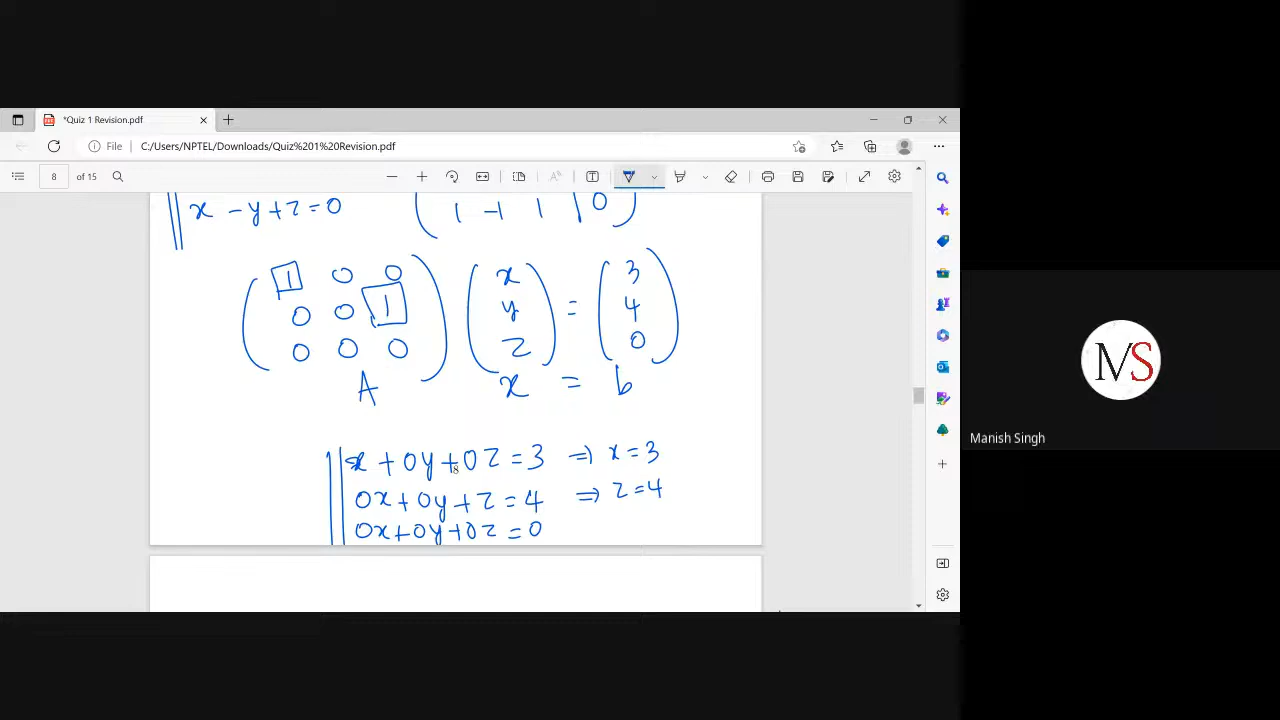 *Quiz 1 Revision.pdf
File C:/Users/NPTEL/Downloads/Quiz%201%20Revision.pdf
8 of 15
x - y + z = 0 ( 1 -1 1 | 0 )
( 1 0 0 ) ( x ) = ( 3 )
( 0 0 1 ) ( y ) ( 4 )
( 0 0 0 ) ( z ) ( 0 )
A x = b
x + 0y + 0z = 3 ⇒ x = 3
0x + 0y + z = 4 ⇒ z = 4
0x + 0y + 0z = 0
MS
Manish Singh